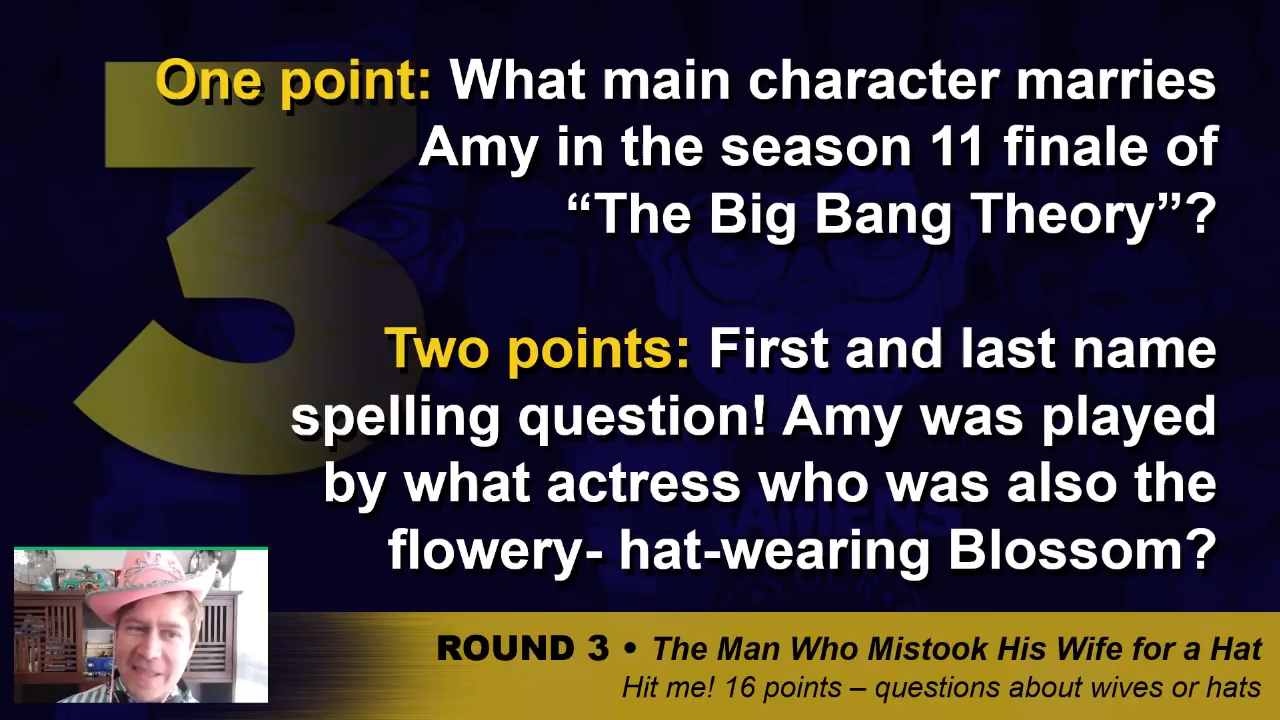 One point: What main character marries
Amy in the season 11 finale of
“The Big Bang Theory”?
Two points: First and last name
spelling question! Amy was played
by what actress who was also the
flowery- hat-wearing Blossom?
3
ROUND 3 • The Man Who Mistook His Wife for a Hat
Hit me! 16 points – questions about wives or hats